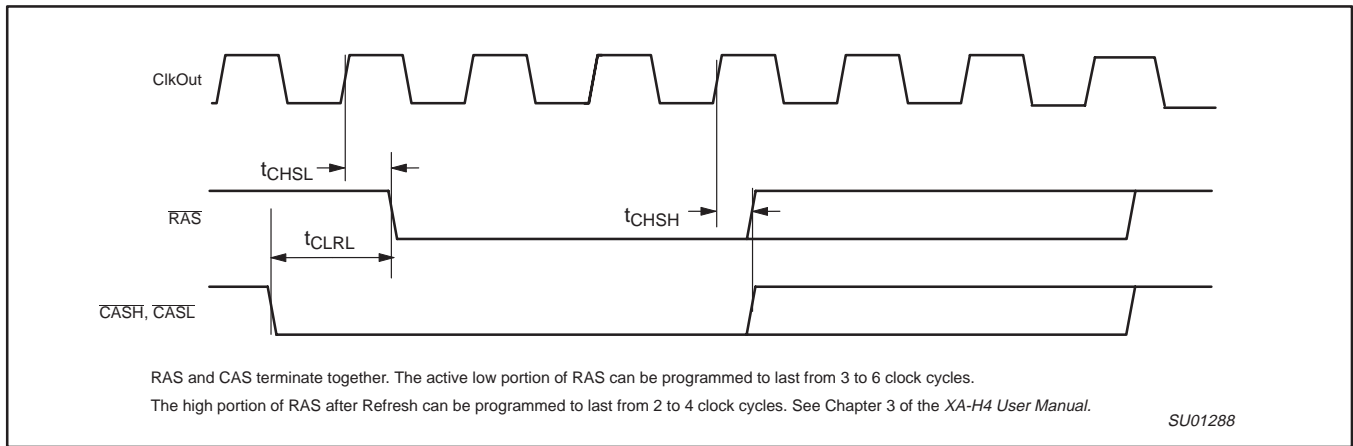 ClkOut
tCHSL
RAS
tCHSH
tCLRL
CASH, CASL
RAS and CAS terminate together. The active low portion of RAS can be programmed to last from 3 to 6 clock cycles.
The high portion of RAS after Refresh can be programmed to last from 2 to 4 clock cycles. See Chapter 3 of the XA-H4 User Manual.
SU01288